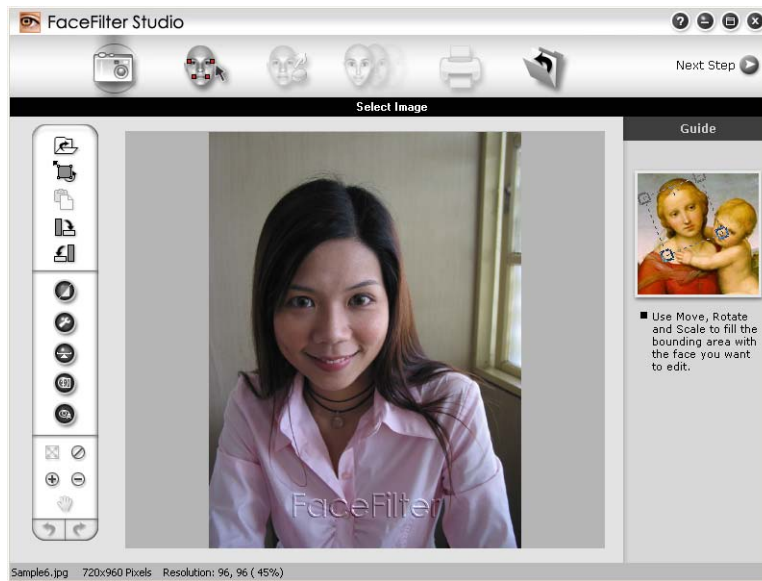 FaceFilter Studio
Next Step
Select Image
Guide
Use Move, Rotate
and Scale to fill the
bounding area with
the face you want
to edit.
FaceFilter
Sample6.jpg 720x960 Pixels Resolution: 96, 96 ( 45%)